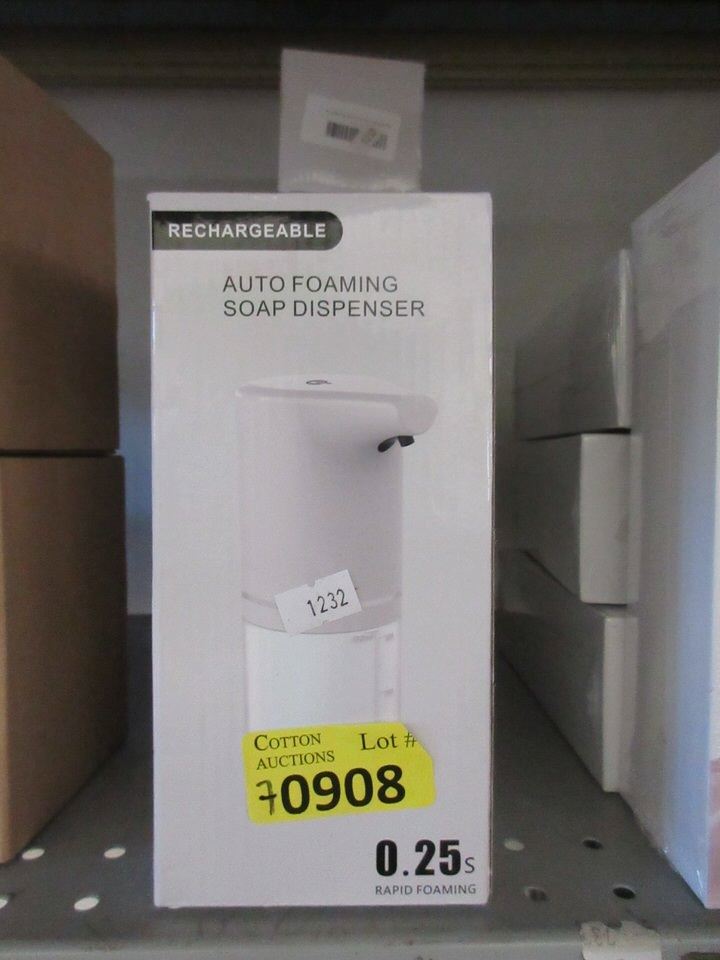 RECHARGEABLE
AUTO FOAMING
SOAP DISPENSER
1232
COTTON Lot #
AUCTIONS
70908
0.25s
RAPID FOAMING